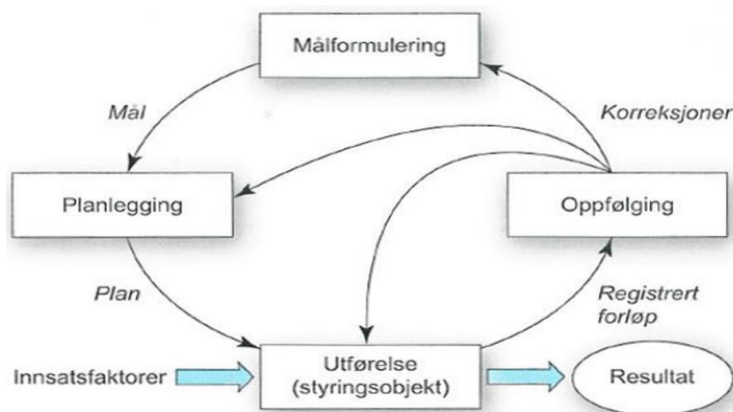 Målformulering
Mål
Korreksjoner
Planlegging
Oppfølging
Plan
Registrert
forløp
Innsatsfaktorer
Utførelse
(styringsobjekt)
Resultat